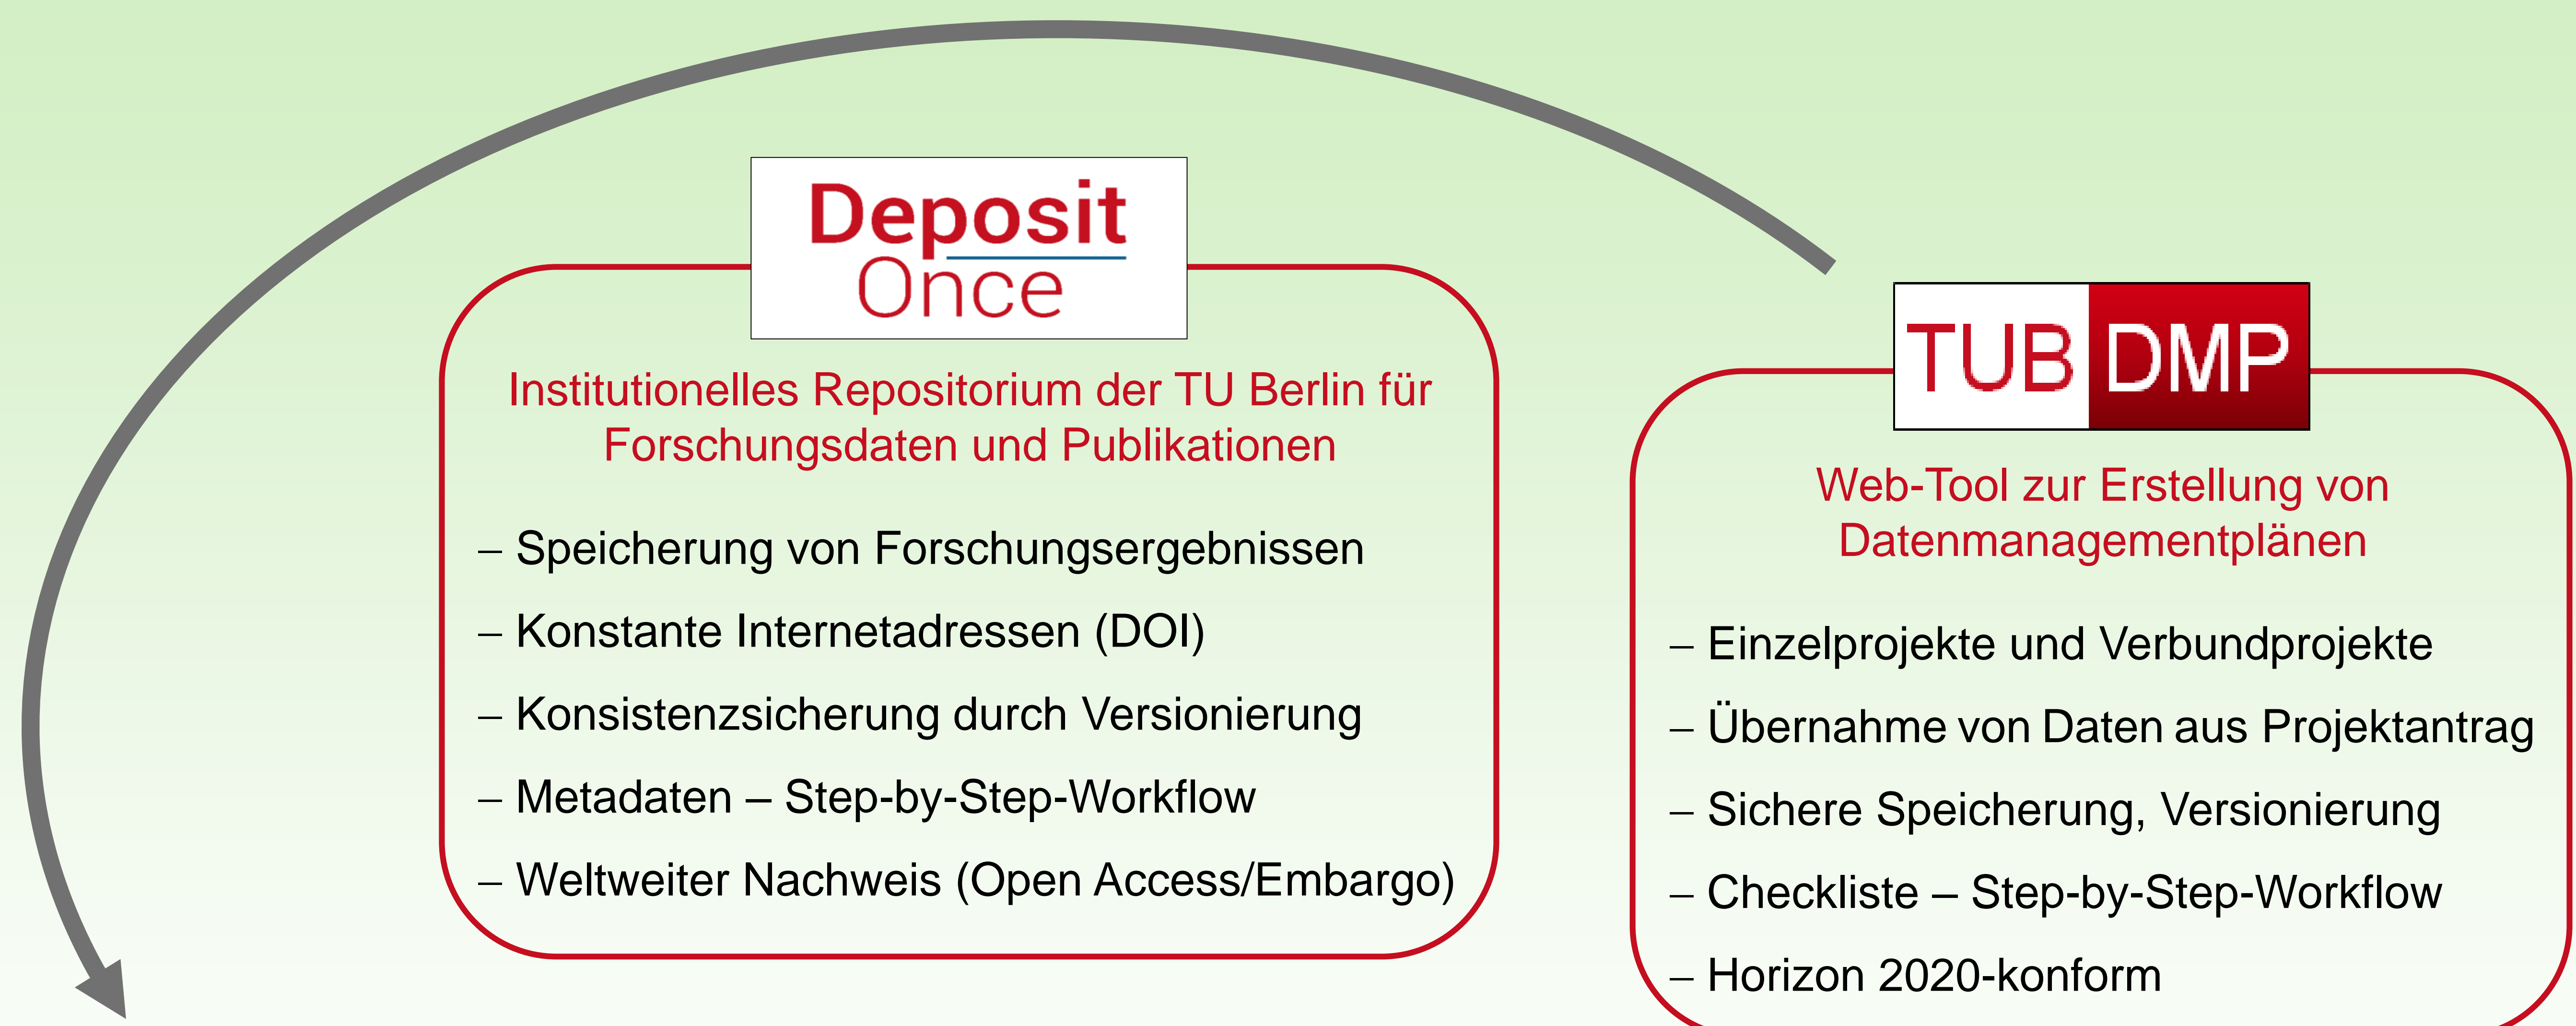 Deposit
Once
Institutionelles Repositorium der TU Berlin für
Forschungsdaten und Publikationen
– Speicherung von Forschungsergebnissen
– Konstante Internetadressen (DOI)
– Konsistenzsicherung durch Versionierung
– Metadaten – Step-by-Step-Workflow
– Weltweiter Nachweis (Open Access/Embargo)
TUB DMP
Web-Tool zur Erstellung von
Datenmanagementplänen
– Einzelprojekte und Verbundprojekte
– Übernahme von Daten aus Projektantrag
– Sichere Speicherung, Versionierung
– Checkliste – Step-by-Step-Workflow
– Horizon 2020-konform